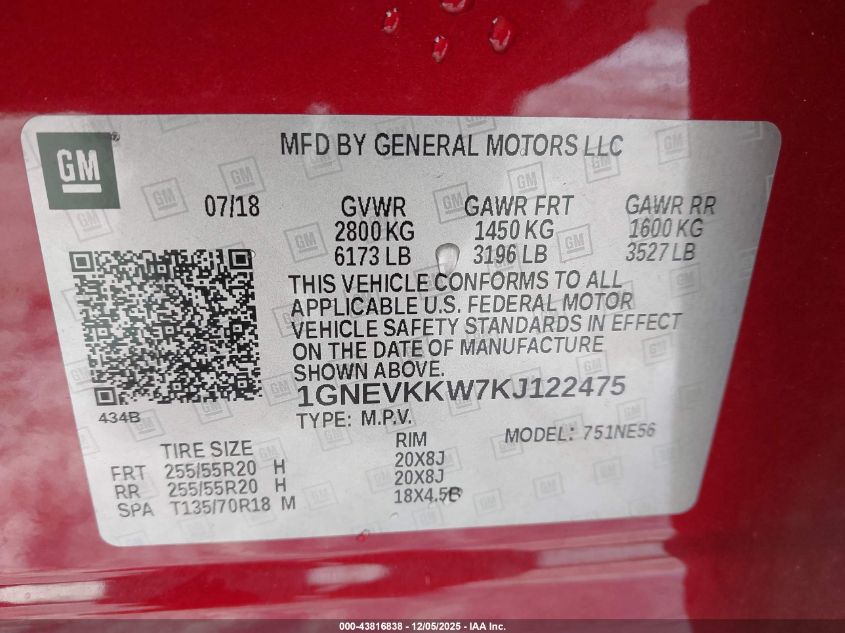 GM
MFD BY GENERAL MOTORS LLC
07/18 GVWR GAWR FRT GAWR RR
2800 KG 1450 KG 1600 KG
6173 LB 3196 LB 3527 LB
THIS VEHICLE CONFORMS TO ALL
APPLICABLE U.S. FEDERAL MOTOR
VEHICLE SAFETY STANDARDS IN EFFECT
ON THE DATE OF MANUFACTURE
SHOWN ABOVE.
1GNEVKKW7KJ122475
434B
TYPE: M.P.V.
MODEL: 751NE56
TIRE SIZE RIM
FRT 255/55R20 H 20X8J
RR 255/55R20 H 20X8J
SPA T135/70R18 M 18X4.5B
000-43816838 - 12/05/2025 - IAA Inc.